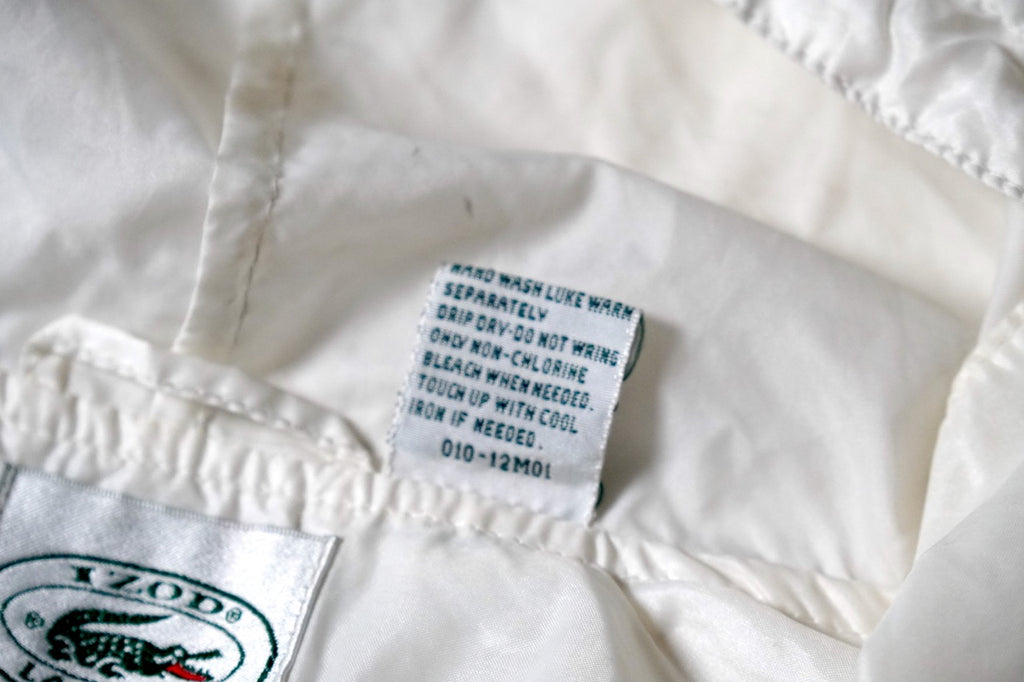 HAND WASH LUKE WARM
SEPARATELY
DRIP DRY-DO NOT WRING
ONLY NON-CHLORINE
BLEACH WHEN NEEDED.
TOUCH UP WITH COOL
IRON IF NEEDED.
010-12M01
IZOD®
®